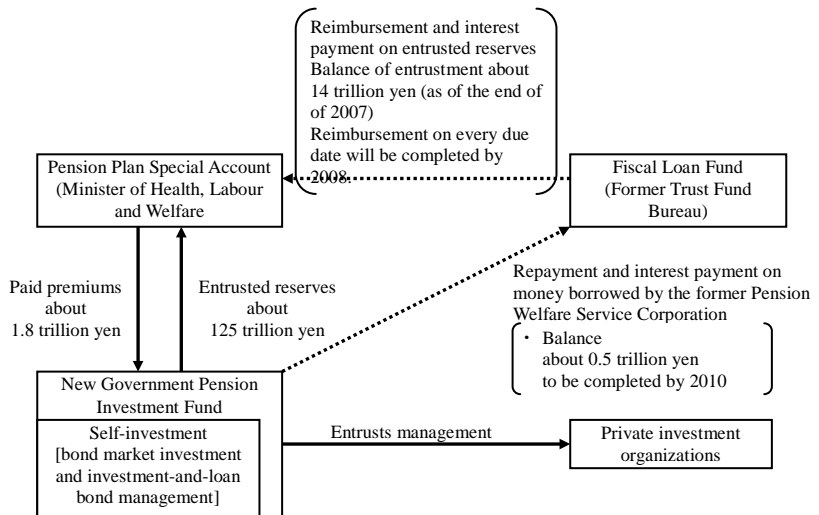 Reimbursement and interest
payment on entrusted reserves
Balance of entrustment about
14 trillion yen (as of the end of
of 2007)
Reimbursement on every due
date will be completed by
2008.
Pension Plan Special Account
(Minister of Health, Labour
and Welfare
Fiscal Loan Fund
(Former Trust Fund
Bureau)
Paid premiums
about
1.8 trillion yen
Entrusted reserves
about
125 trillion yen
Repayment and interest payment on
money borrowed by the former Pension
Welfare Service Corporation
・ Balance
about 0.5 trillion yen
to be completed by 2010
New Government Pension
Investment Fund
Self-investment
[bond market investment
and investment-and-loan
bond management]
Entrusts management
Private investment
organizations